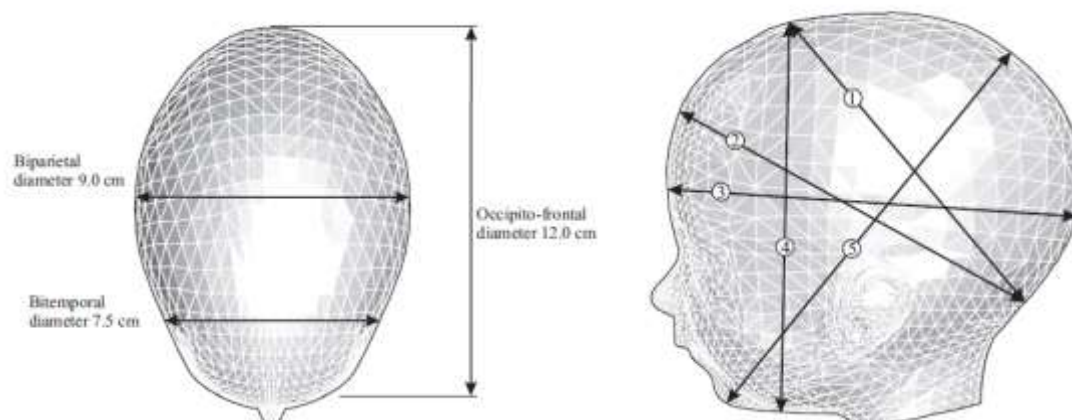 Biparietal
diameter 9.0 cm
Occipito-frontal
diameter 12.0 cm
Bitemporal
diameter 7.5 cm
1
2
3
4
5